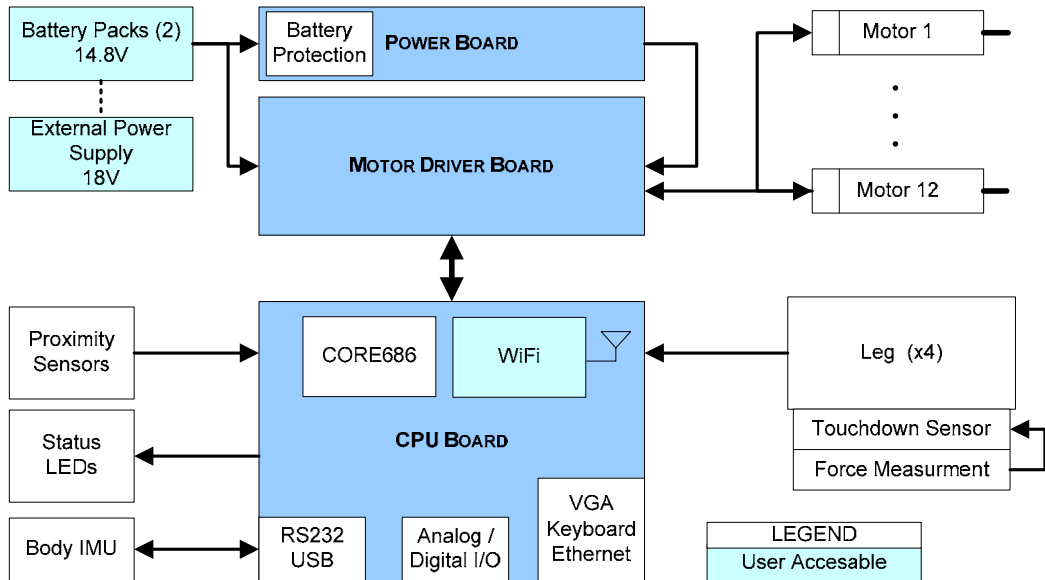 Battery Packs (2)
14.8V
Battery
Protection
POWER BOARD
Motor 1
External Power
Supply
18V
MOTOR DRIVER BOARD
Motor 12
Proximity
Sensors
CORE686
WiFi
Leg (x4)
Status
LEDs
CPU BOARD
Touchdown Sensor
Force Measurment
Body IMU
RS232
USB
Analog /
Digital I/O
VGA
Keyboard
Ethernet
LEGEND
User Accesable